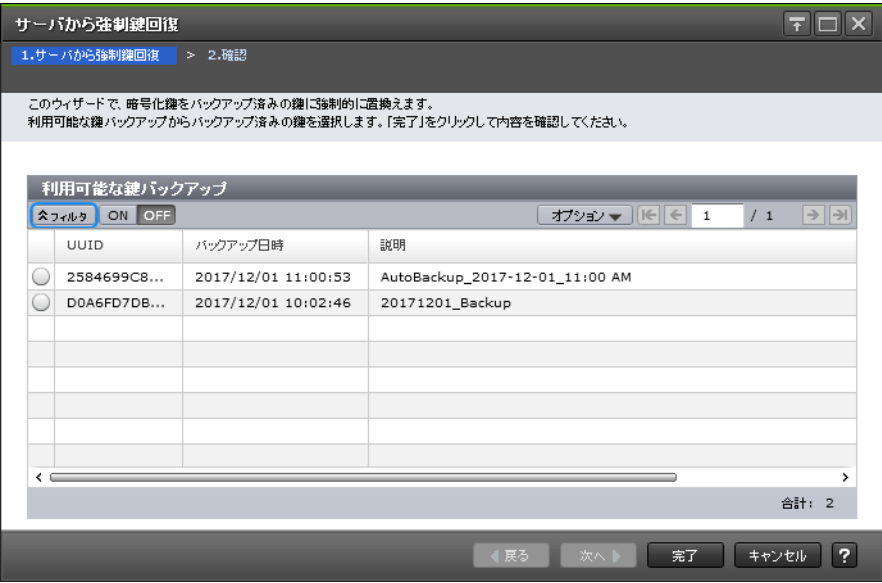 サーバから強制鍵回復
1.サーバから強制鍵回復 > 2.確認
このウィザードで、暗号化鍵をバックアップ済みの鍵に強制的に置換えます。
利用可能な鍵バックアップからバックアップ済みの鍵を選択します。「完了」をクリックして内容を確認してください。
利用可能な鍵バックアップ
フィルタ ON OFF オプション 1 / 1
UUID バックアップ日時 説明
2584699C8... 2017/12/01 11:00:53 AutoBackup_2017-12-01_11:00 AM
D0A6FD7DB... 2017/12/01 10:02:46 20171201_Backup
合計: 2
戻る 次へ 完了 キャンセル ?